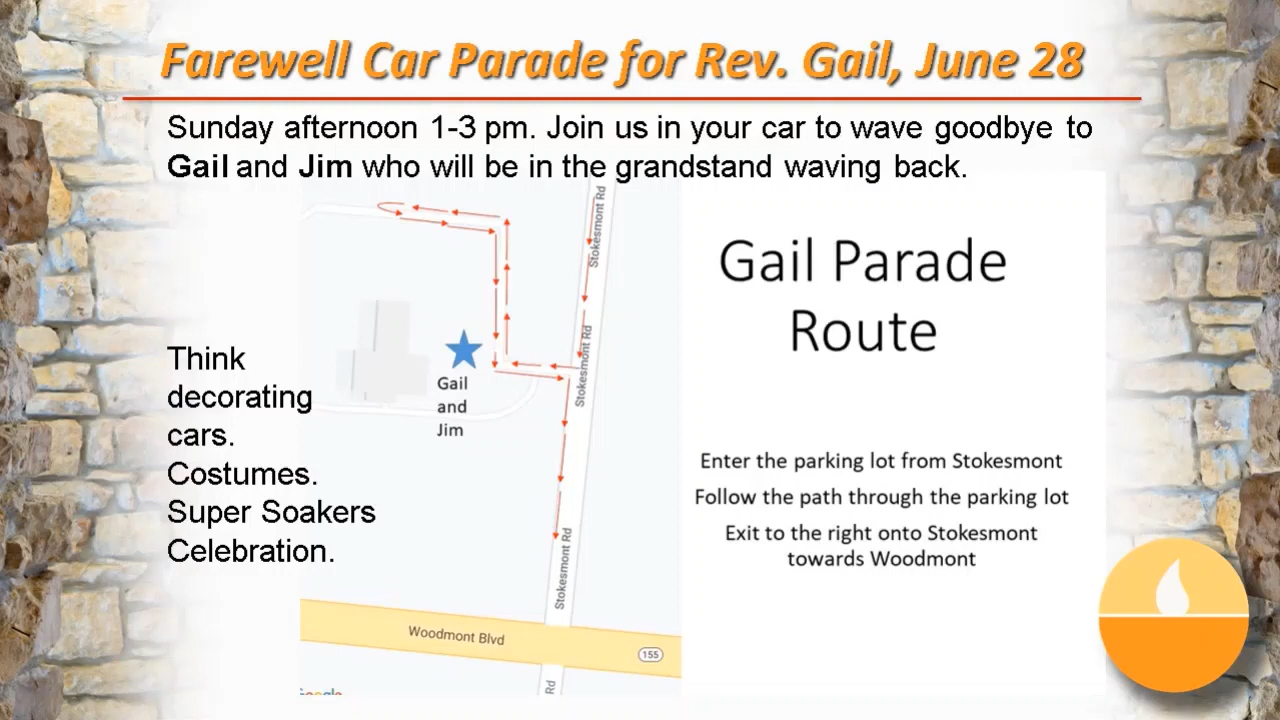 Farewell Car Parade for Rev. Gail, June 28
Sunday afternoon 1-3 pm. Join us in your car to wave goodbye to
Gail and Jim who will be in the grandstand waving back.
Stokesmont Rd
Gail Parade
Route
Stokesmont Rd
Think
decorating
cars.
Costumes.
Super Soakers
Celebration.
Gail
and
Jim
Enter the parking lot from Stokesmont
Follow the path through the parking lot
Exit to the right onto Stokesmont
towards Woodmont
Stokesmont Rd
Woodmont Blvd
155
Rd